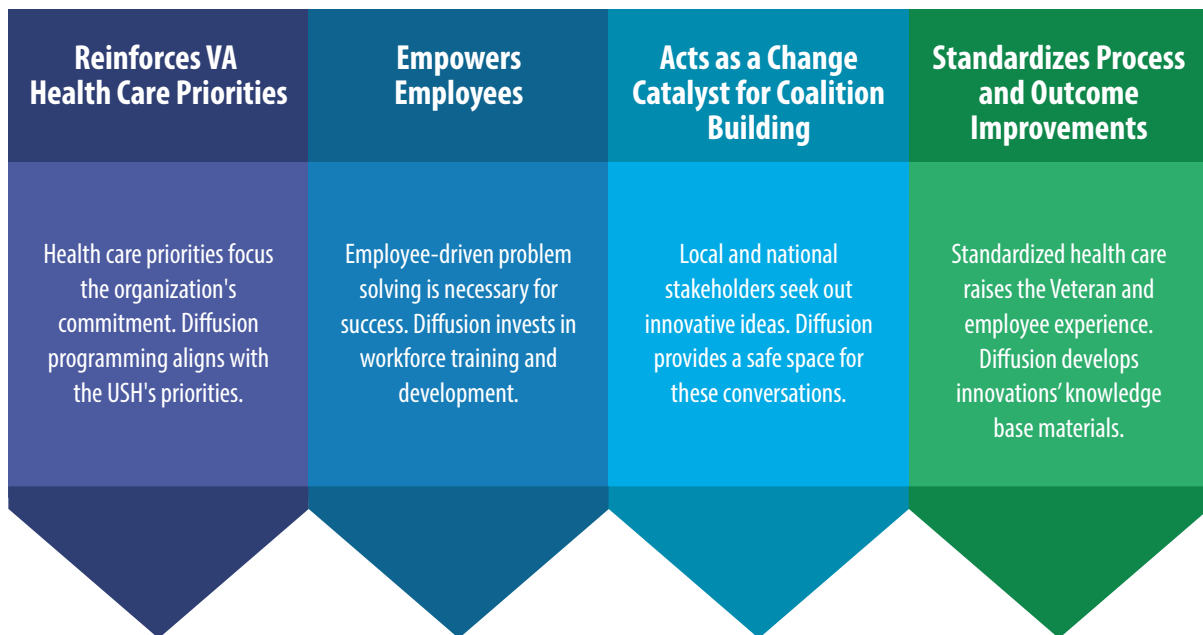 Reinforces VA
Health Care Priorities
Health care priorities focus
the organization's
commitment. Diffusion
programming aligns with
the USH's priorities.
Empowers
Employees
Employee-driven problem
solving is necessary for
success. Diffusion invests in
workforce training and
development.
Acts as a Change
Catalyst for Coalition
Building
Local and national
stakeholders seek out
innovative ideas. Diffusion
provides a safe space for
these conversations.
Standardizes Process
and Outcome
Improvements
Standardized health care
raises the Veteran and
employee experience.
Diffusion develops
innovations’ knowledge
base materials.